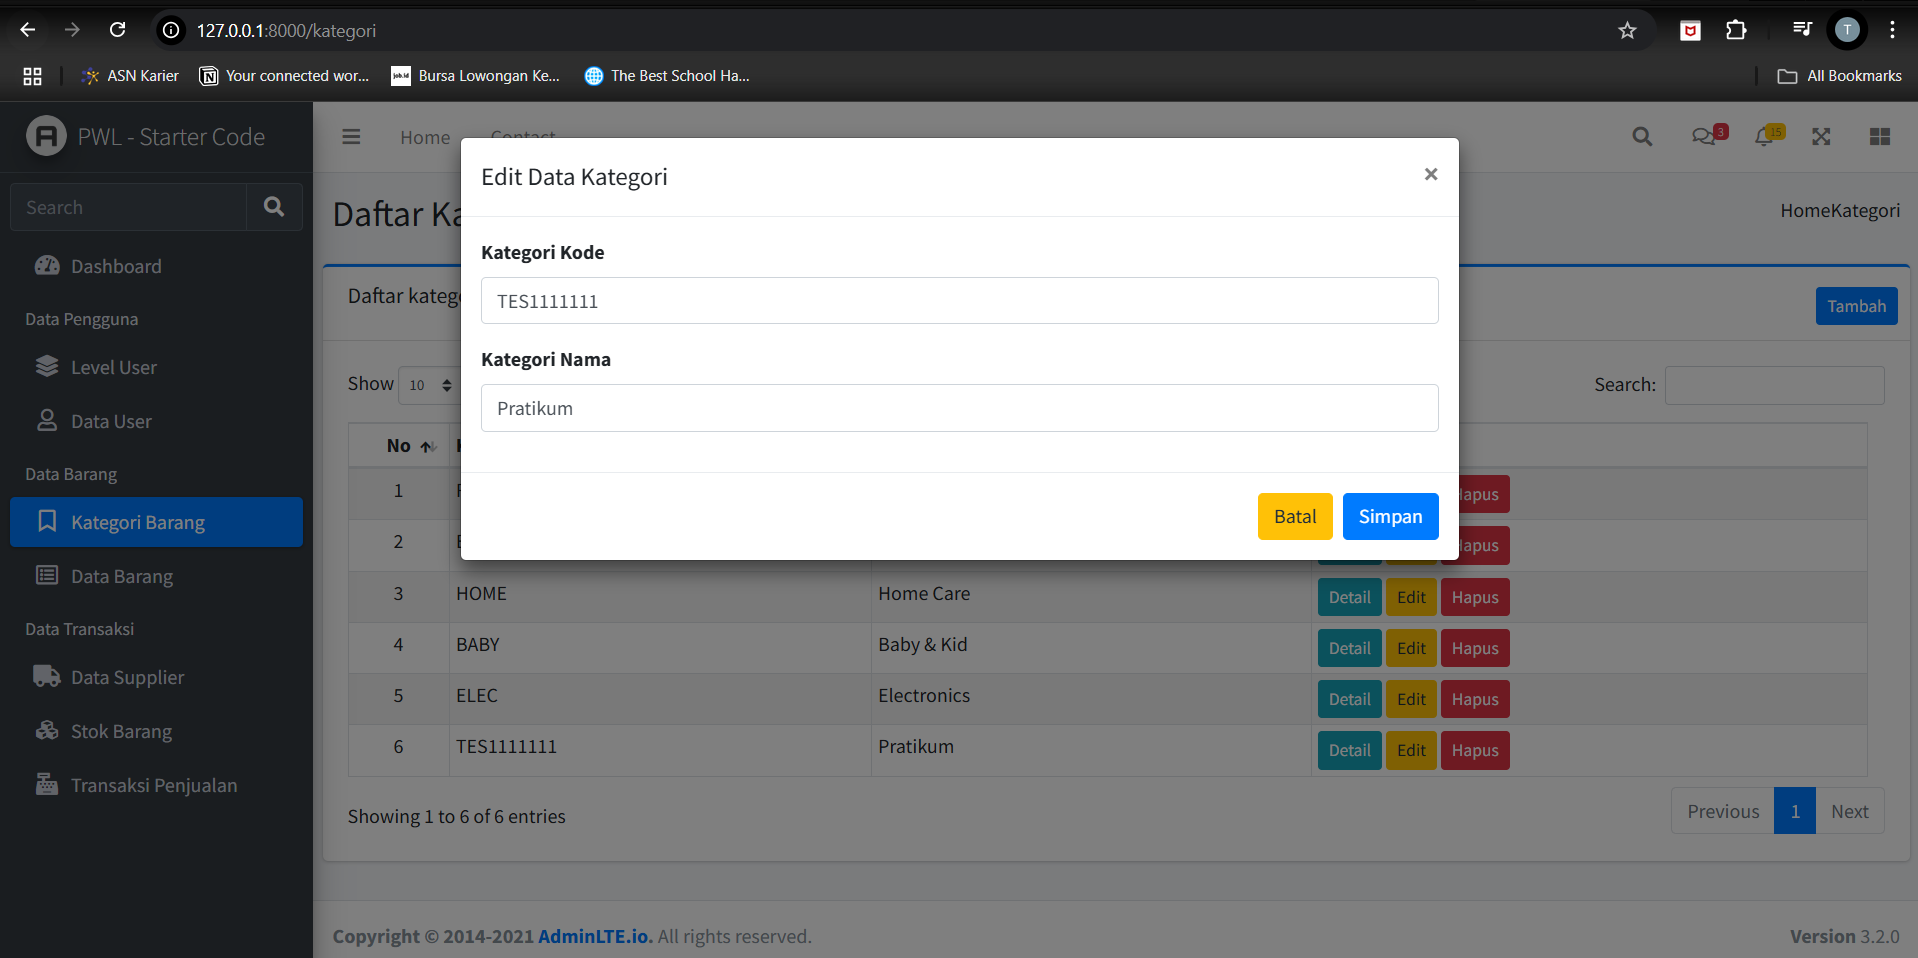 127.0.0.1:8000/kategori
ASN Karier
Your connected wor...
Bursa Lowongan Ke...
The Best School Ha...
All Bookmarks
PWL - Starter Code
Home
Contact
3
15
T
Search
Dashboard
Data Pengguna
Level User
Data User
Data Barang
Kategori Barang
Data Barang
Data Transaksi
Data Supplier
Stok Barang
Transaksi Penjualan
Edit Data Kategori
×
Kategori Kode
TES1111111
Kategori Nama
Pratikum
Batal Simpan
Daftar Ka
HomeKategori
Daftar katego
Tambah
Show 10
Search:
No
1
2
3 HOME Home Care Detail Edit Hapus
4 BABY Baby & Kid Detail Edit Hapus
5 ELEC Electronics Detail Edit Hapus
6 TES1111111 Pratikum Detail Edit Hapus
Showing 1 to 6 of 6 entries
Previous 1 Next
Copyright © 2014-2021 AdminLTE.io. All rights reserved.
Version 3.2.0